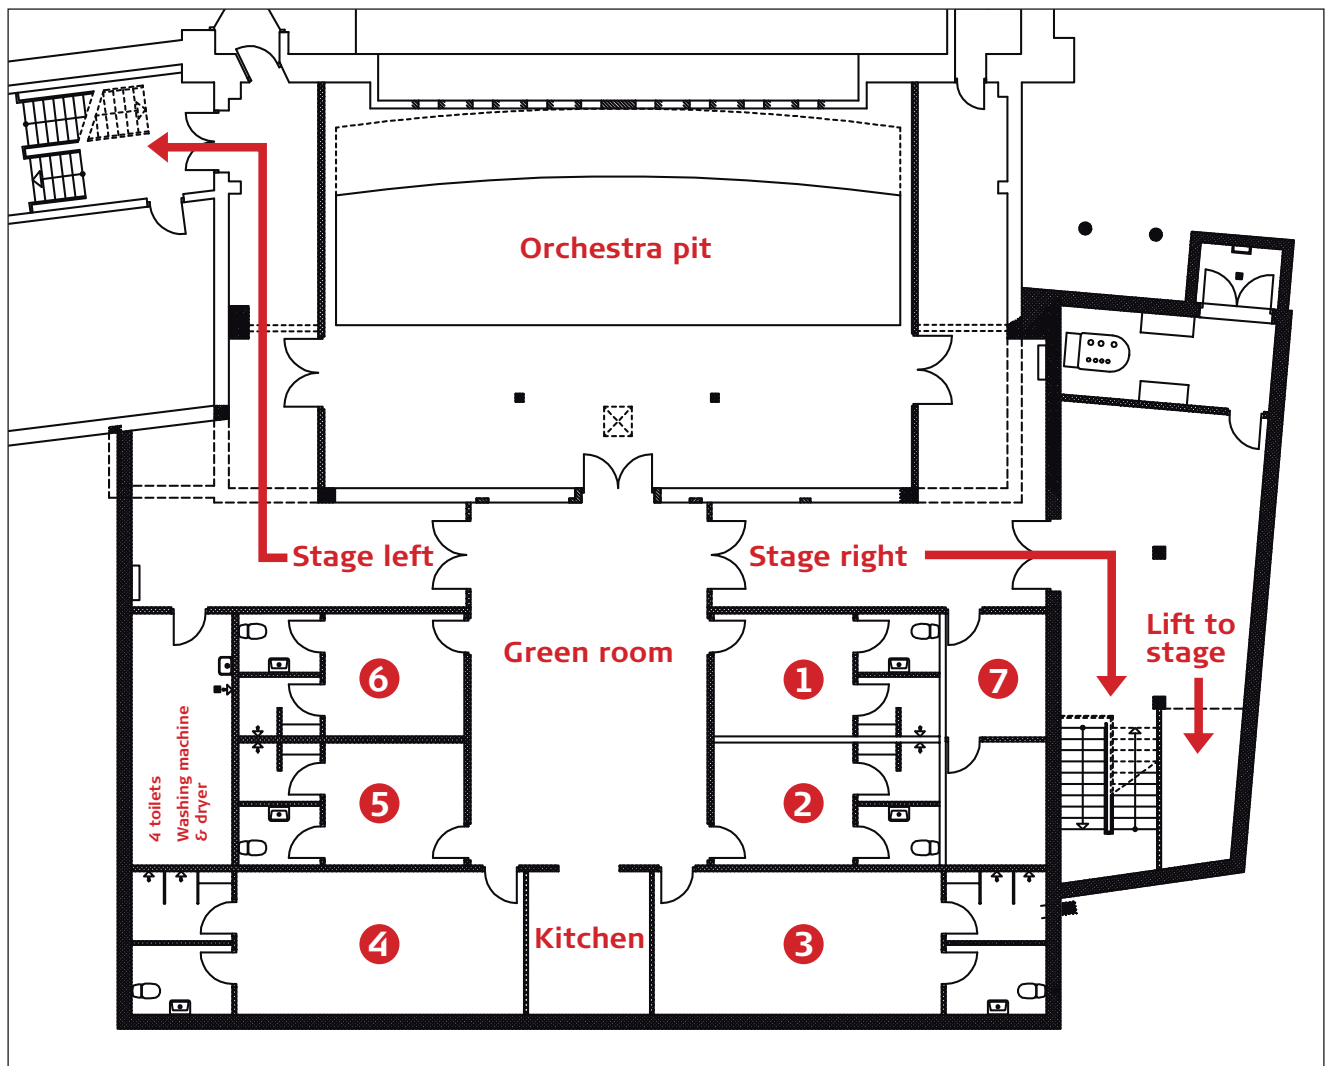 Orchestra pit
Stage left
Stage right
Lift to
stage
Green room
6
1
7
5
2
4 toilets
Washing machine
& dryer
4
Kitchen
3